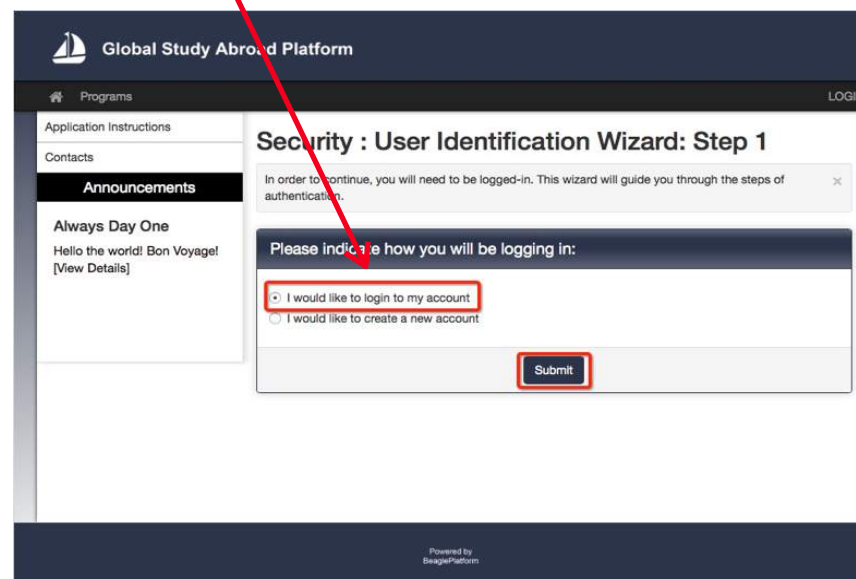 Global Study Abroad Platform
Programs
LOGI
Application Instructions
Contacts
Announcements
Always Day One
Hello the world! Bon Voyage!
[View Details]
Security : User Identification Wizard: Step 1
In order to continue, you will need to be logged-in. This wizard will guide you through the steps of
authentication.
Please indicate how you will be logging in:
I would like to login to my account
I would like to create a new account
Submit
Powered by
BeaglePlatform